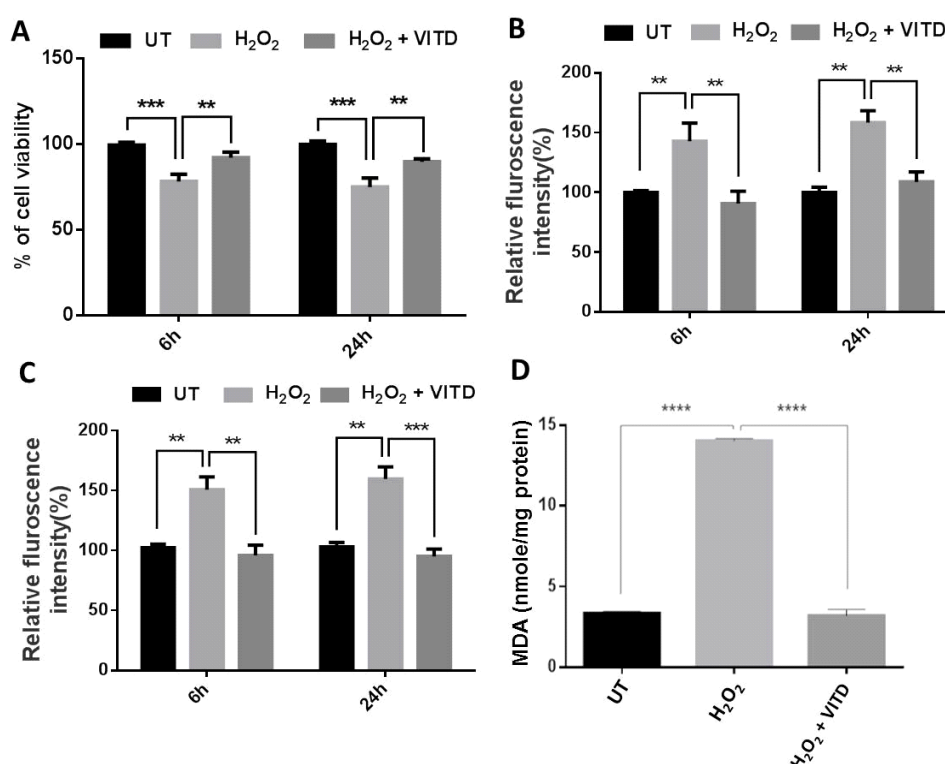 A
UT H₂O₂ H₂O₂ + VITD
% of cell viability
150
100
50
0
*** **
*** **
6h 24h
B
UT H₂O₂ H₂O₂ + VITD
Relative fluroscence
intensity(%)
200
150
100
50
0
** **
** **
6h 24h
C
UT H₂O₂ H₂O₂ + VITD
Relative fluroscence
intensity(%)
200
150
100
50
0
** **
** ***
6h 24h
D
MDA (nmole/mg protein)
15
10
5
0
**** ****
UT
H₂O₂
H₂O₂ + VITD